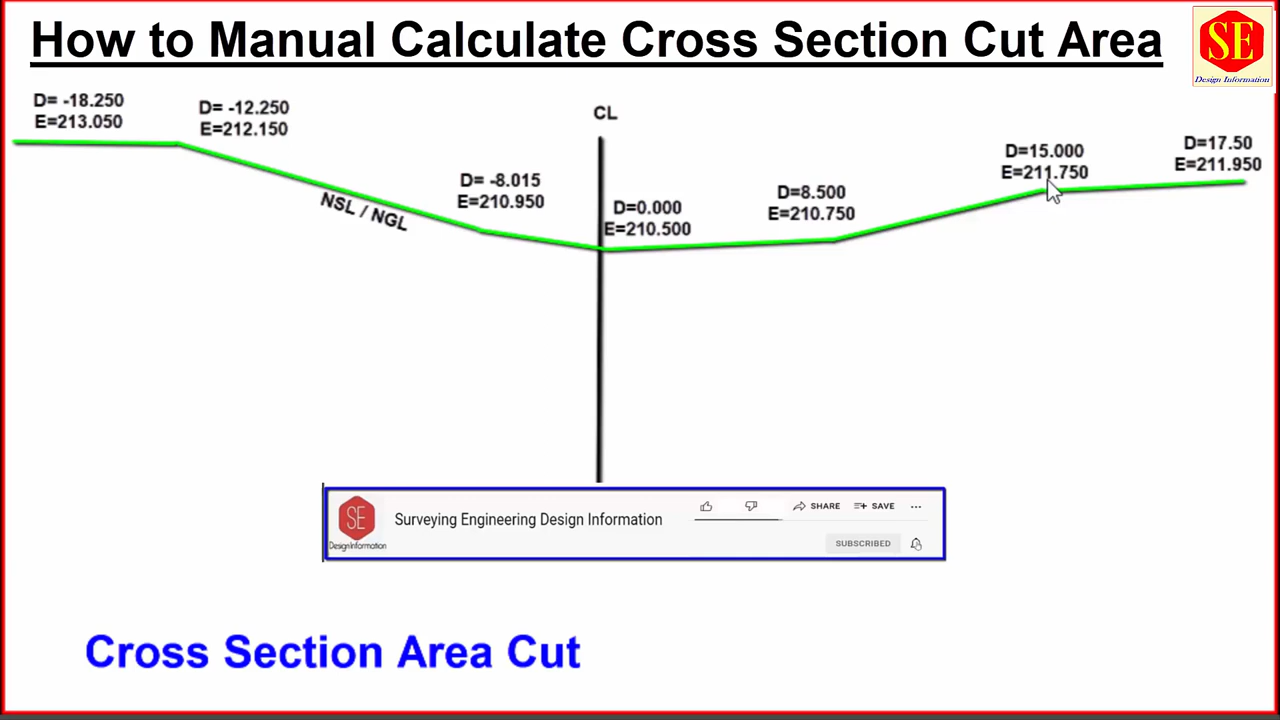 How to Manual Calculate Cross Section Cut Area
SE
Design Information
D= -18.250
E=213.050
D= -12.250
E=212.150
CL
D=15.000
E=211.750
D=17.50
E=211.950
D= -8.015
E=210.950
NSL / NGL
D=0.000
E=210.500
D=8.500
E=210.750
SE
DesignInformation
Surveying Engineering Design Information
SHARE
SAVE
SUBSCRIBED
Cross Section Area Cut